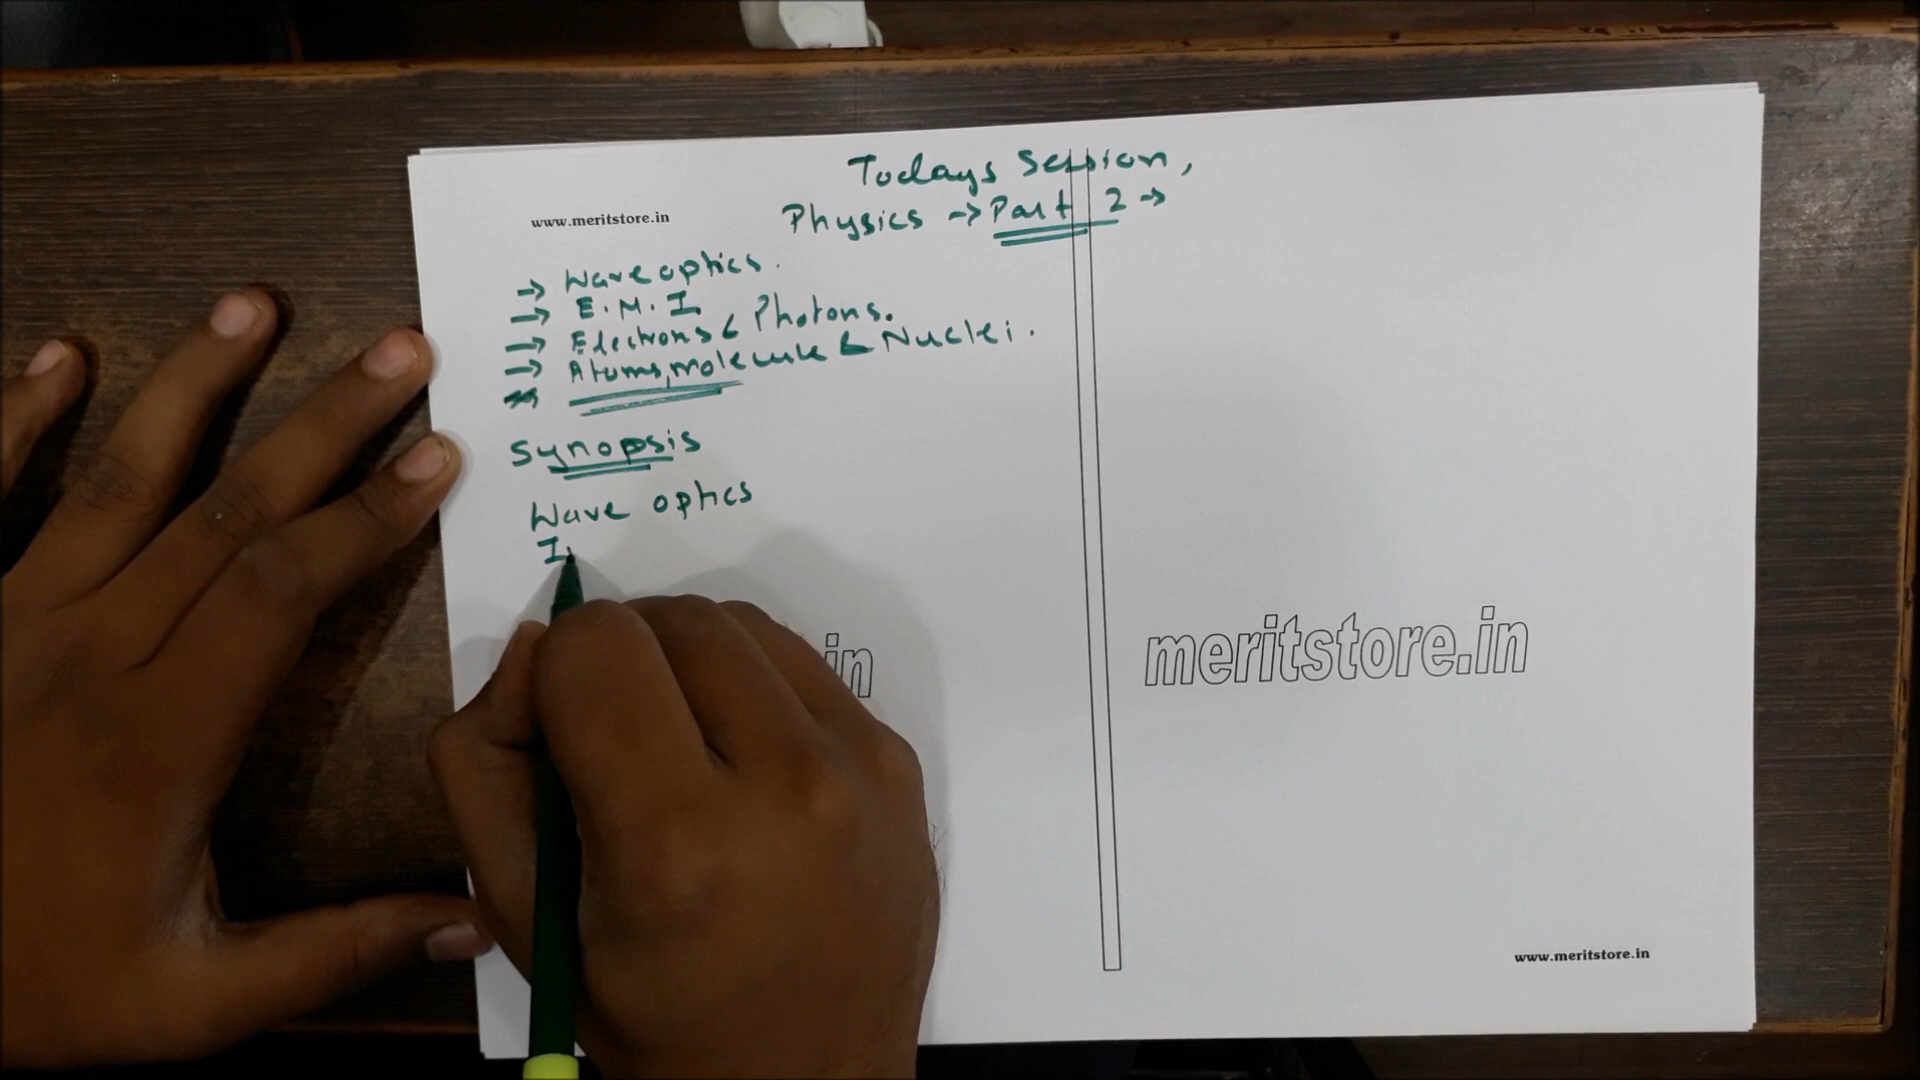 Todays Session,
www.meritstore.in
Physics → Part 2 →
→ Wave optics.
→ E.M.I
→ Electrons & Photons.
→ Atoms, molecule & Nuclei.
Synopsis
Wave optics
I
in
meritstore.in
www.meritstore.in